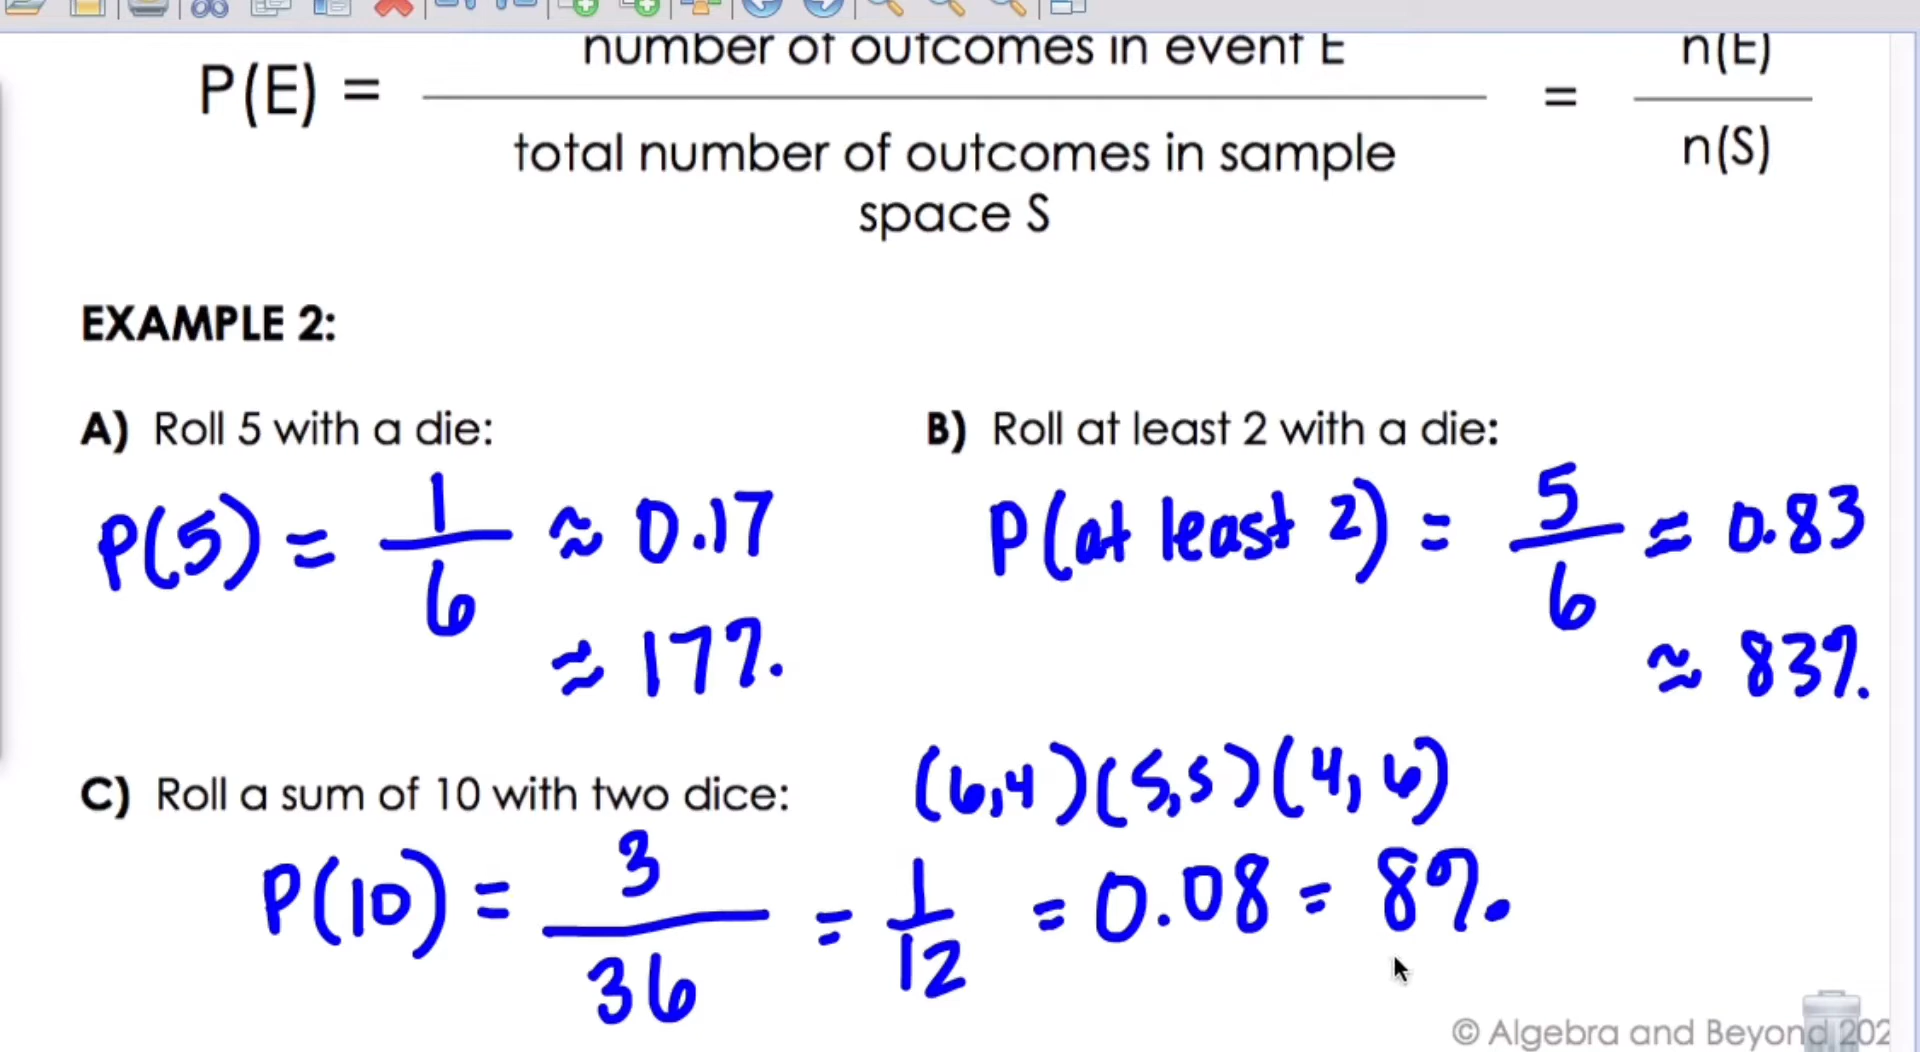 number of outcomes in event E
n(E)
P(E) =
=
total number of outcomes in sample
n(S)
space S
EXAMPLE 2:
A) Roll 5 with a die:
B) Roll at least 2 with a die:
P(5) = 1/6 ≈ 0.17
≈ 17%
P(at least 2) = 5/6 ≈ 0.83
≈ 83%
C) Roll a sum of 10 with two dice:
(6,4)(5,5)(4,6)
P(10) = 3/36 = 1/12 = 0.08 = 8%
© Algebra and Beyond 202